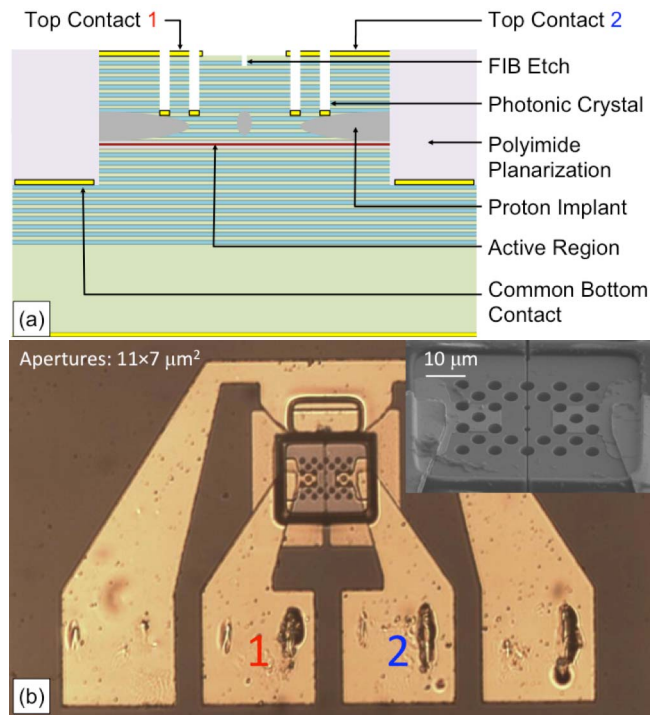 Top Contact 1
Top Contact 2
FIB Etch
Photonic Crystal
Polyimide
Planarization
Proton Implant
Active Region
Common Bottom
Contact
(a)
Apertures: 11×7 μm²
10 μm
1
2
(b)